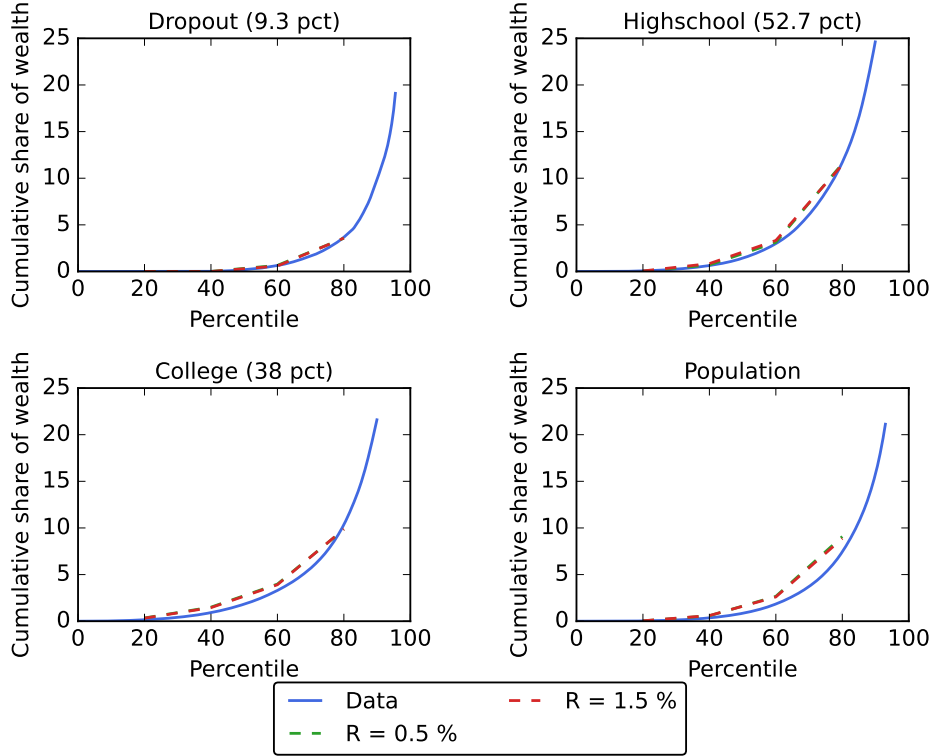 Dropout (9.3 pct)
Cumulative share of wealth
25
20
15
10
5
0
0 20 40 60 80 100
Percentile
Highschool (52.7 pct)
Cumulative share of wealth
25
20
15
10
5
0
0 20 40 60 80 100
Percentile
College (38 pct)
Cumulative share of wealth
25
20
15
10
5
0
0 20 40 60 80 100
Percentile
Population
Cumulative share of wealth
25
20
15
10
5
0
0 20 40 60 80 100
Percentile
Data
R = 0.5 %
R = 1.5 %